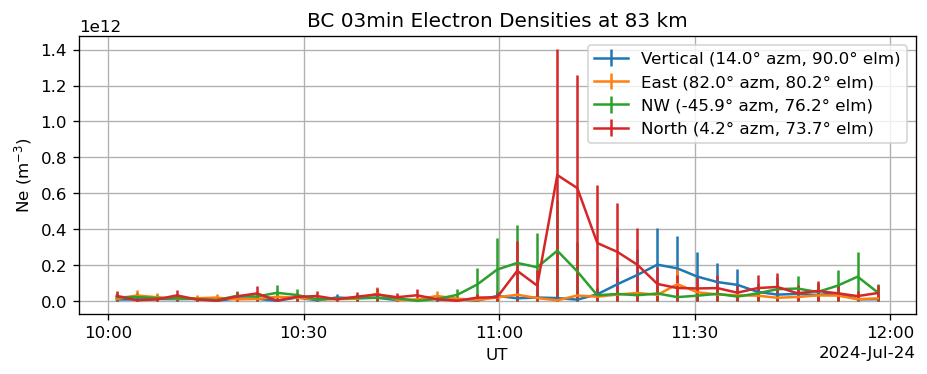 BC 03min Electron Densities at 83 km
1e12
Ne (m⁻³)
1.4
1.2
1.0
0.8
0.6
0.4
0.2
0.0
Vertical (14.0° azm, 90.0° elm)
East (82.0° azm, 80.2° elm)
NW (-45.9° azm, 76.2° elm)
North (4.2° azm, 73.7° elm)
10:00 10:30 11:00 11:30 12:00
UT
2024-Jul-24